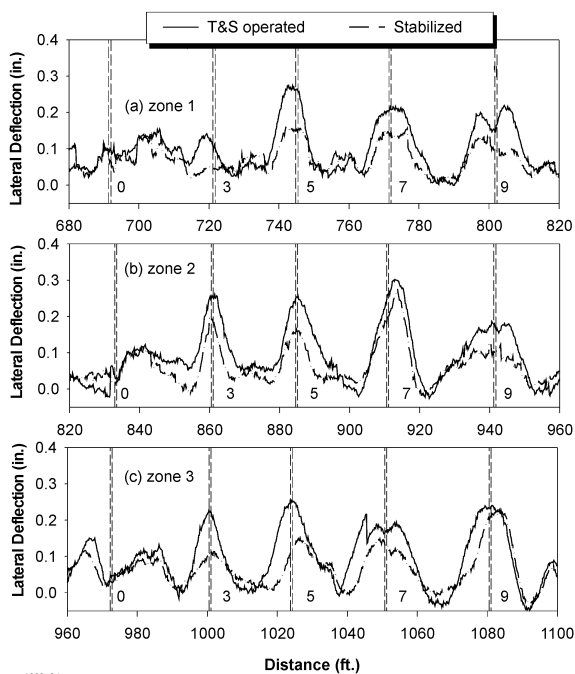 T&S operated Stabilized
Lateral Deflection (in.)
0.4
0.3
0.2
0.1
0.0
(a) zone 1
0 3 5 7 9
680 700 720 740 760 780 800 820
Lateral Deflection (in.)
0.4
0.3
0.2
0.1
0.0
(b) zone 2
0 3 5 7 9
820 840 860 880 900 920 940 960
Lateral Deflection (in.)
0.4
0.3
0.2
0.1
0.0
(c) zone 3
0 3 5 7 9
960 980 1000 1020 1040 1060 1080 1100
Distance (ft.)